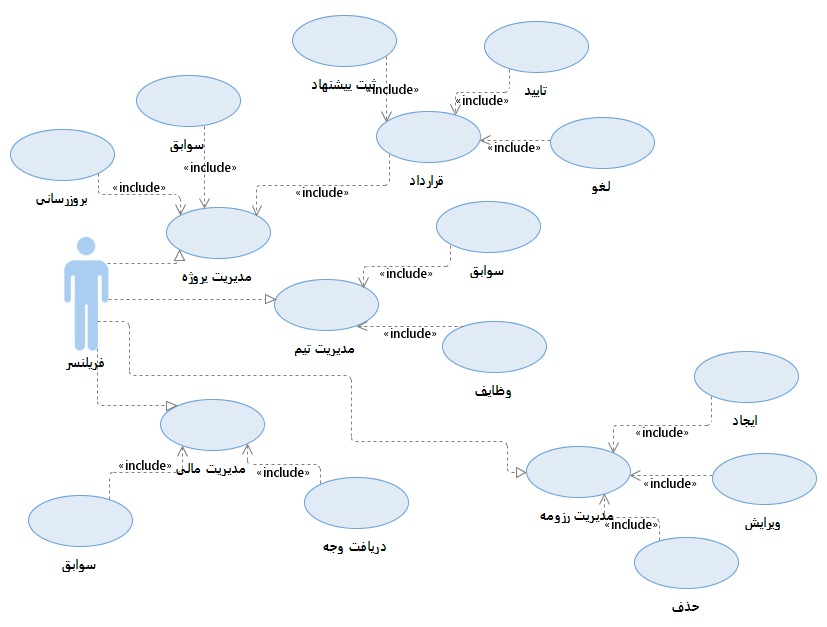 ثبت پیشنهاد
«include»
تایید
«include»
سوابق
«include»
قرارداد
«include»
لغو
بروزرسانی
«include»
«include»
مدیریت پروژه
سوابق
«include»
فریلنسر
مدیریت تیم
«include»
وظایف
ایجاد
«include»
مدیریت مالی
«include»
«include»
سوابق
دریافت وجه
مدیریت رزومه
«include»
ویرایش
«include»
حذف